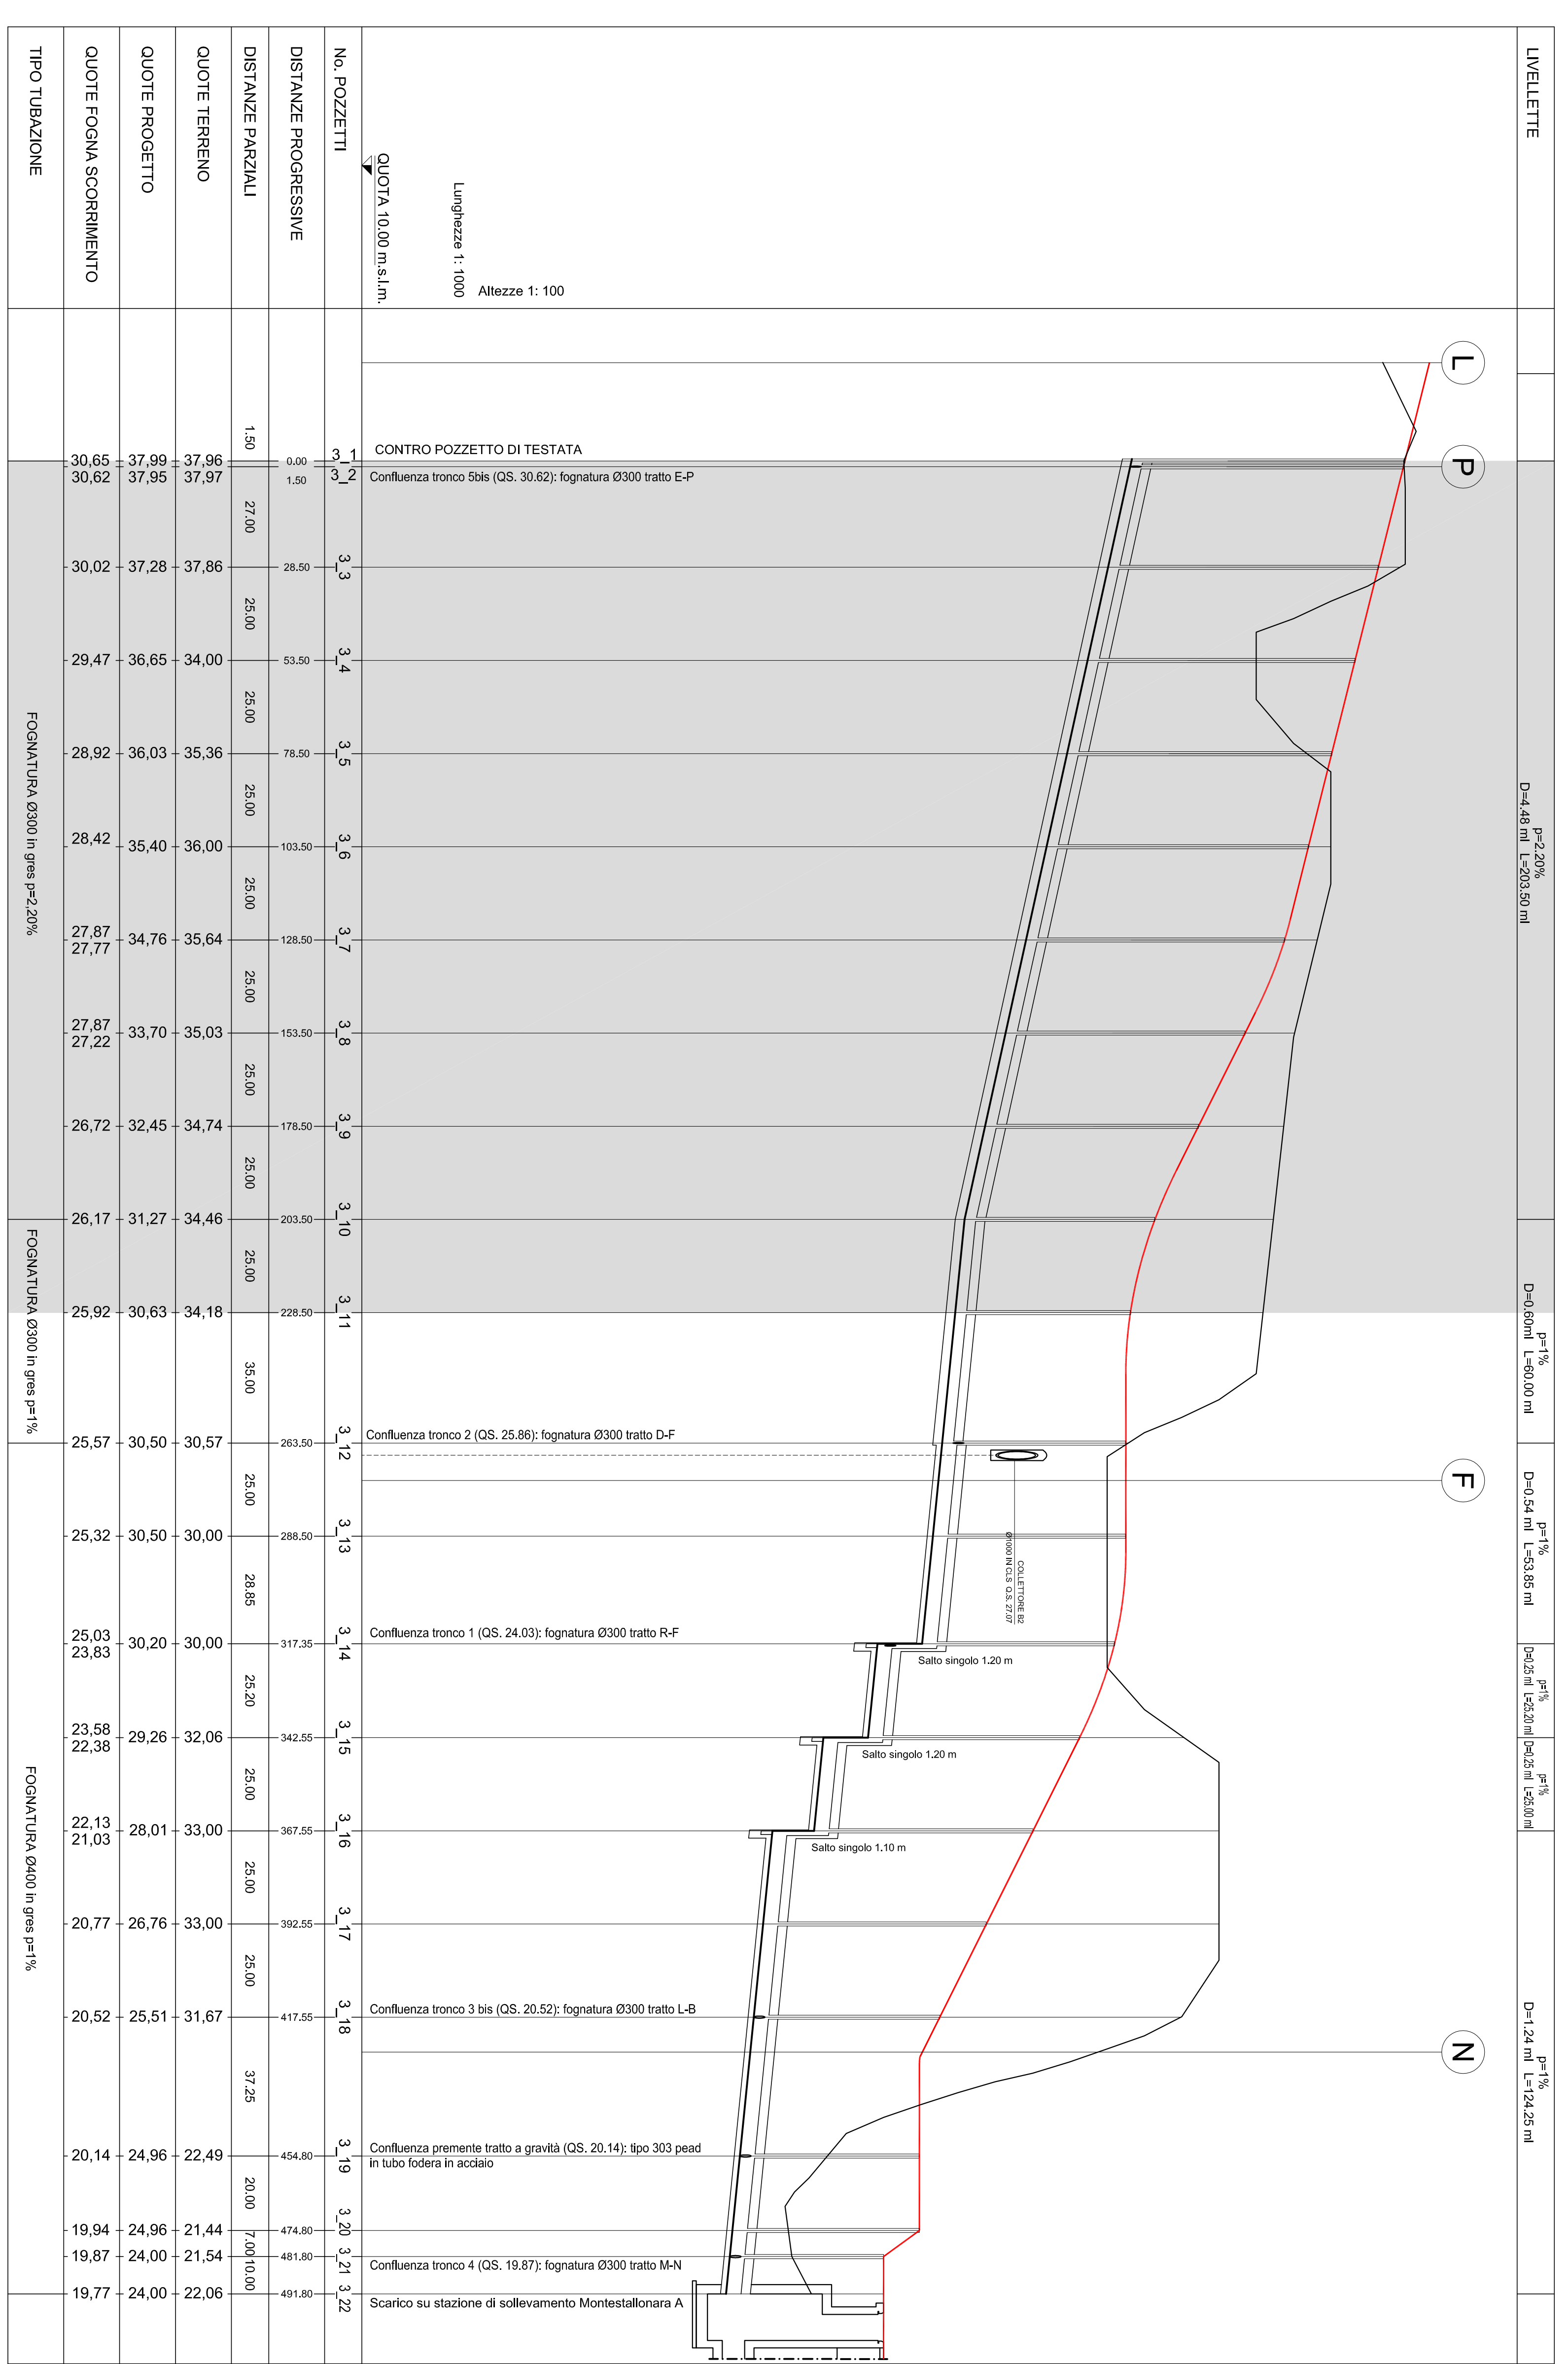 LIVELLETTE
p=2.20%
D=4.48 ml L=203.50 ml
p=1%
D=0.60ml L=60.00 ml
p=1%
D=0.54 ml L=53.85 ml
p=1%
D=0.25 ml L=25.20 ml
p=1%
D=0.25 ml L=25.00 ml
p=1%
D=1.24 ml L=124.25 ml
L
P
F
N
Altezze 1: 100
Lunghezze 1: 1000
QUOTA 10.00 m.s.l.m.
CONTRO POZZETTO DI TESTATA
Confluenza tronco 5bis (QS. 30.62): fognatura Ø300 tratto E-P
Confluenza tronco 2 (QS. 25.86): fognatura Ø300 tratto D-F
COLLETTORE B2
Ø1000 IN CLS Q.S. 27.07
Confluenza tronco 1 (QS. 24.03): fognatura Ø300 tratto R-F
Salto singolo 1.20 m
Salto singolo 1.20 m
Salto singolo 1.10 m
Confluenza tronco 3 bis (QS. 20.52): fognatura Ø300 tratto L-B
Confluenza premente tratto a gravità (QS. 20.14): tipo 303 pead
in tubo fodera in acciaio
Confluenza tronco 4 (QS. 19.87): fognatura Ø300 tratto M-N
Scarico su stazione di sollevamento Montestallonara A
No. POZZETTI
3_1 3_2 3_3 3_4 3_5 3_6 3_7 3_8 3_9 3_10 3_11 3_12 3_13 3_14 3_15 3_16 3_17 3_18 3_19 3_20 3_21 3_22
DISTANZE PROGRESSIVE
0.00 1.50 28.50 53.50 78.50 103.50 128.50 153.50 178.50 203.50 228.50 263.50 288.50 317.35 342.55 367.55 392.55 417.55 454.80 474.80 481.80 491.80
DISTANZE PARZIALI
1.50 27.00 25.00 25.00 25.00 25.00 25.00 25.00 25.00 25.00 35.00 25.00 28.85 25.20 25.00 25.00 25.00 37.25 20.00 7.00 10.00
QUOTE TERRENO
37,96 37,97 37,86 34,00 35,36 36,00 35,64 35,03 34,74 34,46 34,18 30,57 30,00 30,00 32,06 33,00 33,00 31,67 22,49 21,44 21,54 22,06
QUOTE PROGETTO
37,99 37,95 37,28 36,65 36,03 35,40 34,76 33,70 32,45 31,27 30,63 30,50 30,50 30,20 29,26 28,01 26,76 25,51 24,96 24,96 24,00 24,00
QUOTE FOGNA SCORRIMENTO
30,65 30,62 30,02 29,47 28,92 28,42 27,87 27,77 27,87 27,22 26,72 26,17 25,92 25,57 25,32 25,03 23,83 23,58 22,38 22,13 21,03 20,77 20,52 20,14 19,94 19,87 19,77
TIPO TUBAZIONE
FOGNATURA Ø300 in gres p=2,20%
FOGNATURA Ø300 in gres p=1%
FOGNATURA Ø400 in gres p=1%